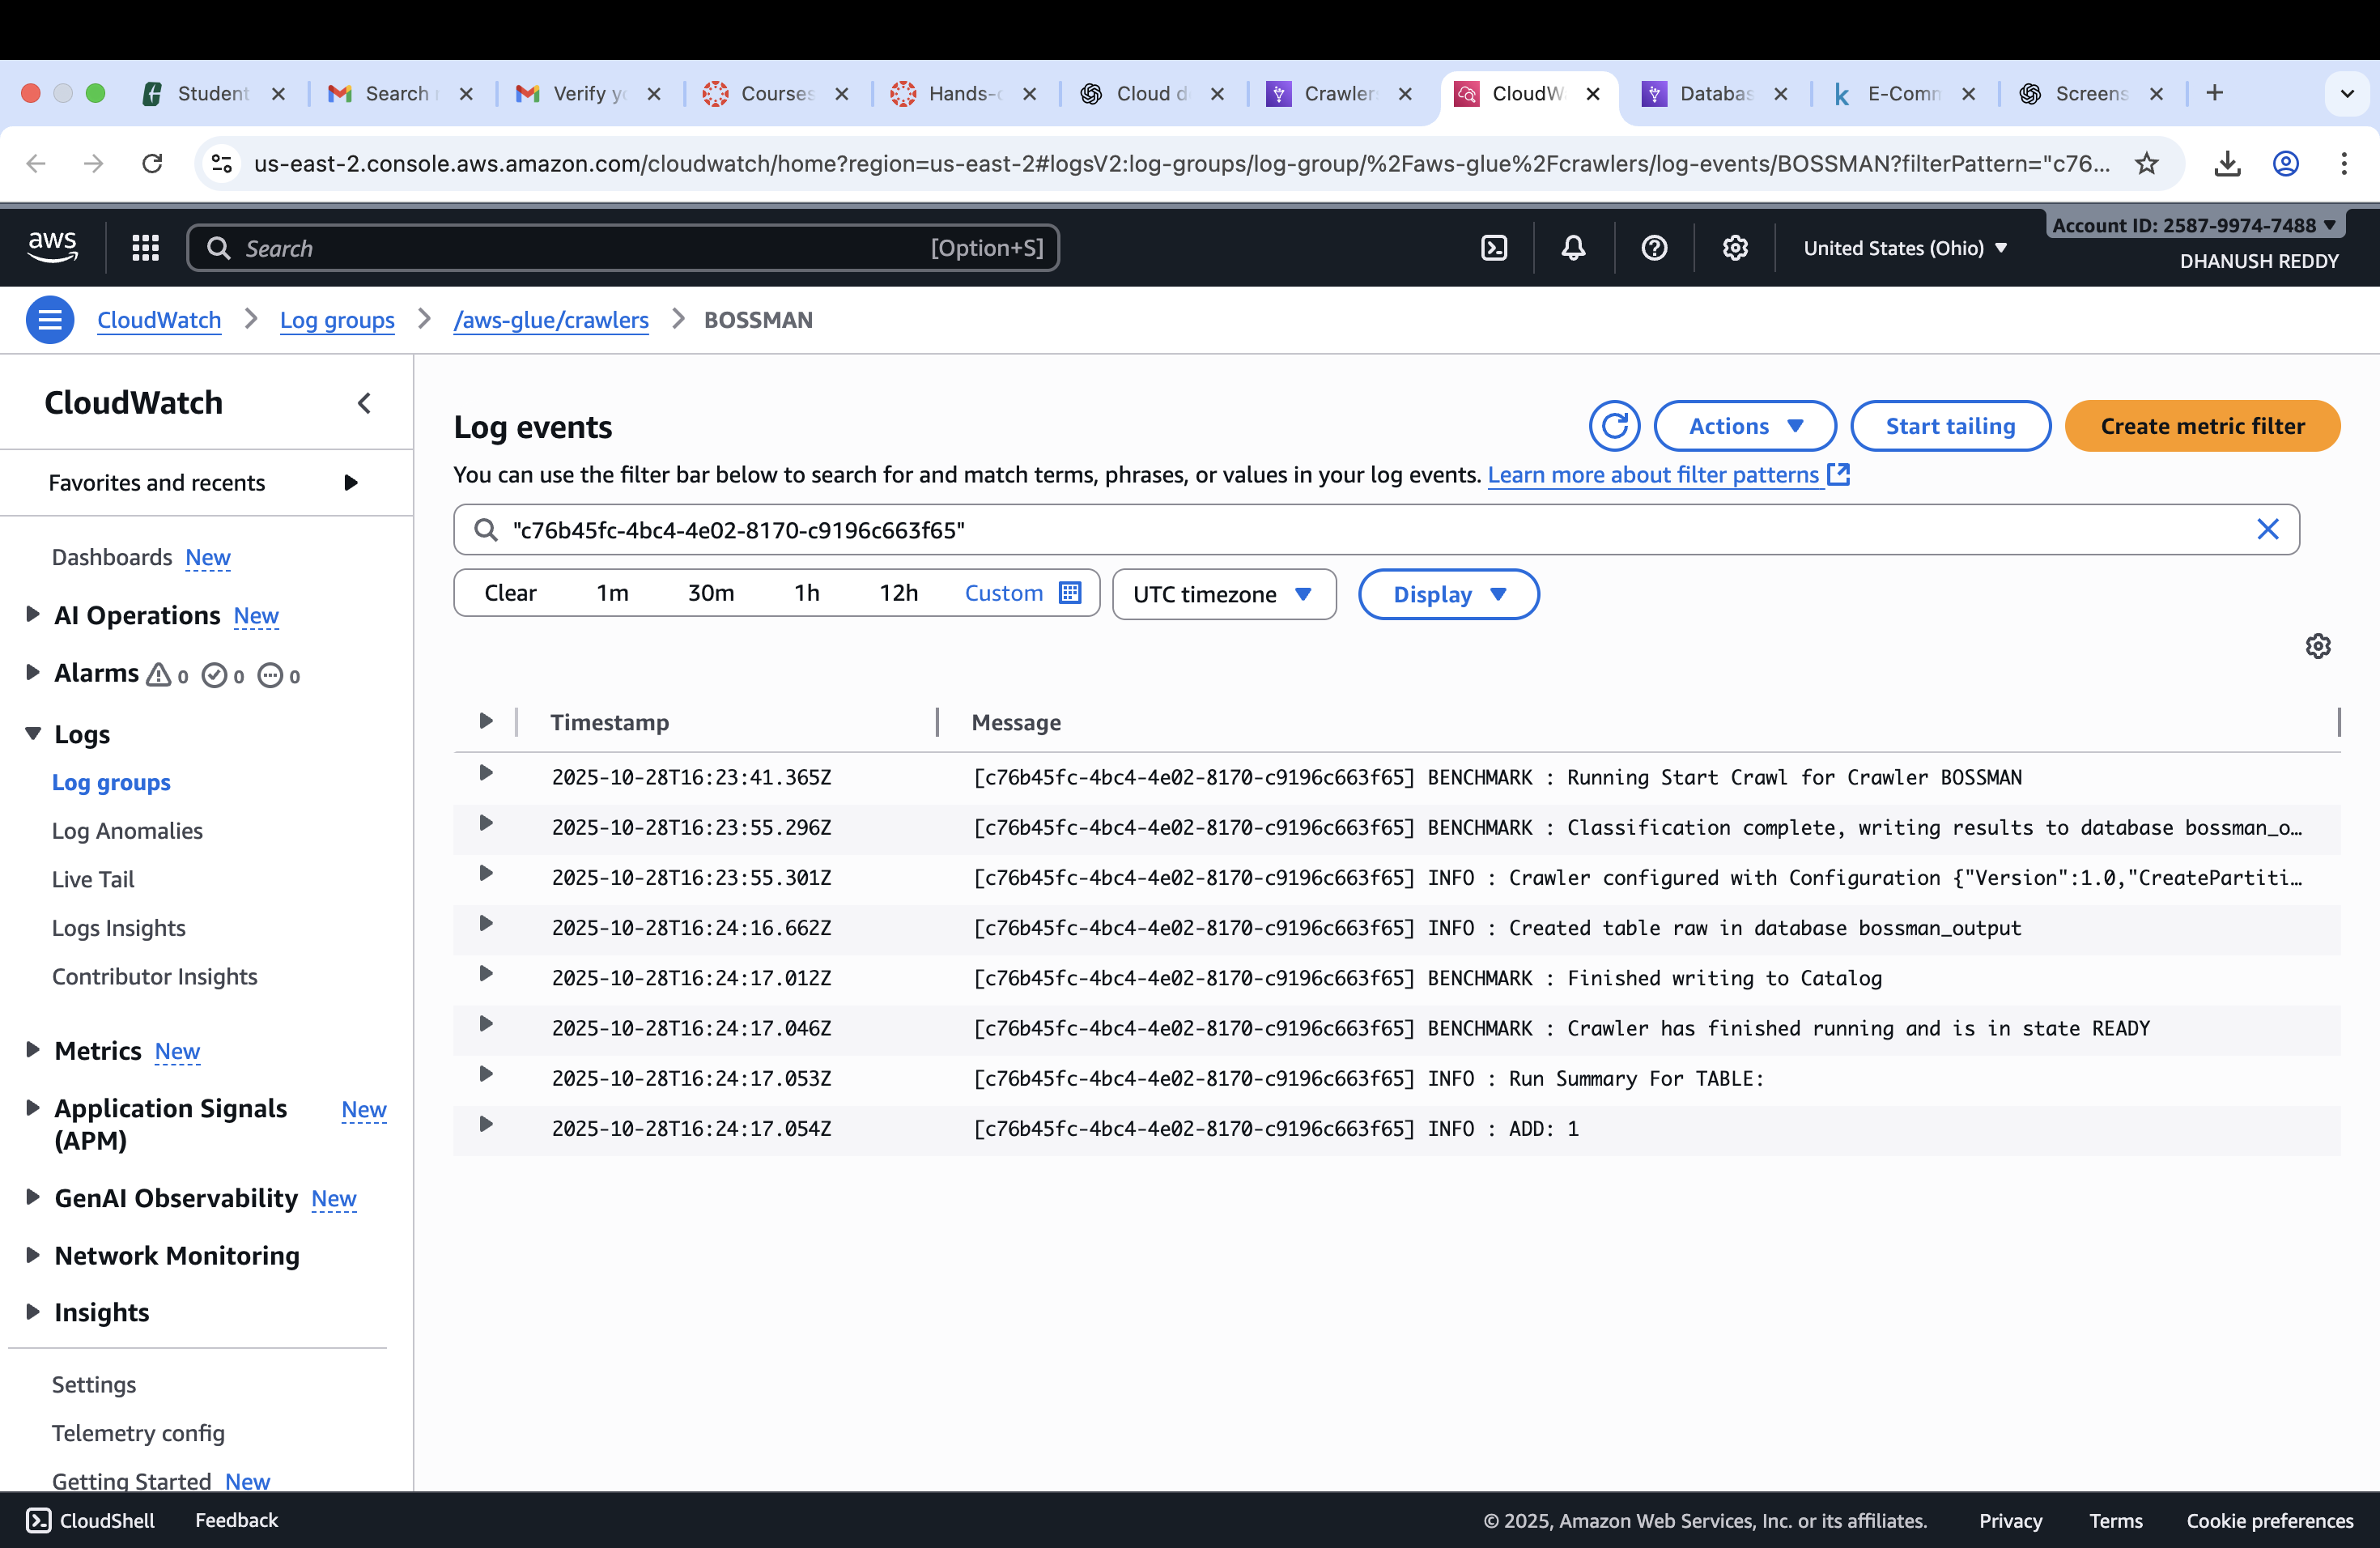 Student
Search
Verify
Courses
Hands-
Cloud d
Crawler
CloudW
Databas
E-Comm
Screens
us-east-2.console.aws.amazon.com/cloudwatch/home?region=us-east-2#logsV2:log-groups/log-group/%2Faws-glue%2Fcrawlers/log-events/BOSSMAN?filterPattern="c76...
aws
Search
[Option+S]
United States (Ohio)
Account ID: 2587-9974-7488
DHANUSH REDDY
CloudWatch
Log groups
/aws-glue/crawlers
BOSSMAN
CloudWatch
Favorites and recents
Dashboards New
AI Operations New
Alarms 0 0 0
Logs
Log groups
Log Anomalies
Live Tail
Logs Insights
Contributor Insights
Metrics New
Application Signals New
(APM)
GenAI Observability New
Network Monitoring
Insights
Settings
Telemetry config
Getting Started New
Log events
Actions
Start tailing
Create metric filter
You can use the filter bar below to search for and match terms, phrases, or values in your log events. Learn more about filter patterns
"c76b45fc-4bc4-4e02-8170-c9196c663f65"
Clear 1m 30m 1h 12h Custom
UTC timezone
Display
Timestamp Message
2025-10-28T16:23:41.365Z [c76b45fc-4bc4-4e02-8170-c9196c663f65] BENCHMARK : Running Start Crawl for Crawler BOSSMAN
2025-10-28T16:23:55.296Z [c76b45fc-4bc4-4e02-8170-c9196c663f65] BENCHMARK : Classification complete, writing results to database bossman_o...
2025-10-28T16:23:55.301Z [c76b45fc-4bc4-4e02-8170-c9196c663f65] INFO : Crawler configured with Configuration {"Version":1.0,"CreatePartiti...
2025-10-28T16:24:16.662Z [c76b45fc-4bc4-4e02-8170-c9196c663f65] INFO : Created table raw in database bossman_output
2025-10-28T16:24:17.012Z [c76b45fc-4bc4-4e02-8170-c9196c663f65] BENCHMARK : Finished writing to Catalog
2025-10-28T16:24:17.046Z [c76b45fc-4bc4-4e02-8170-c9196c663f65] BENCHMARK : Crawler has finished running and is in state READY
2025-10-28T16:24:17.053Z [c76b45fc-4bc4-4e02-8170-c9196c663f65] INFO : Run Summary For TABLE:
2025-10-28T16:24:17.054Z [c76b45fc-4bc4-4e02-8170-c9196c663f65] INFO : ADD: 1
CloudShell
Feedback
© 2025, Amazon Web Services, Inc. or its affiliates.
Privacy
Terms
Cookie preferences